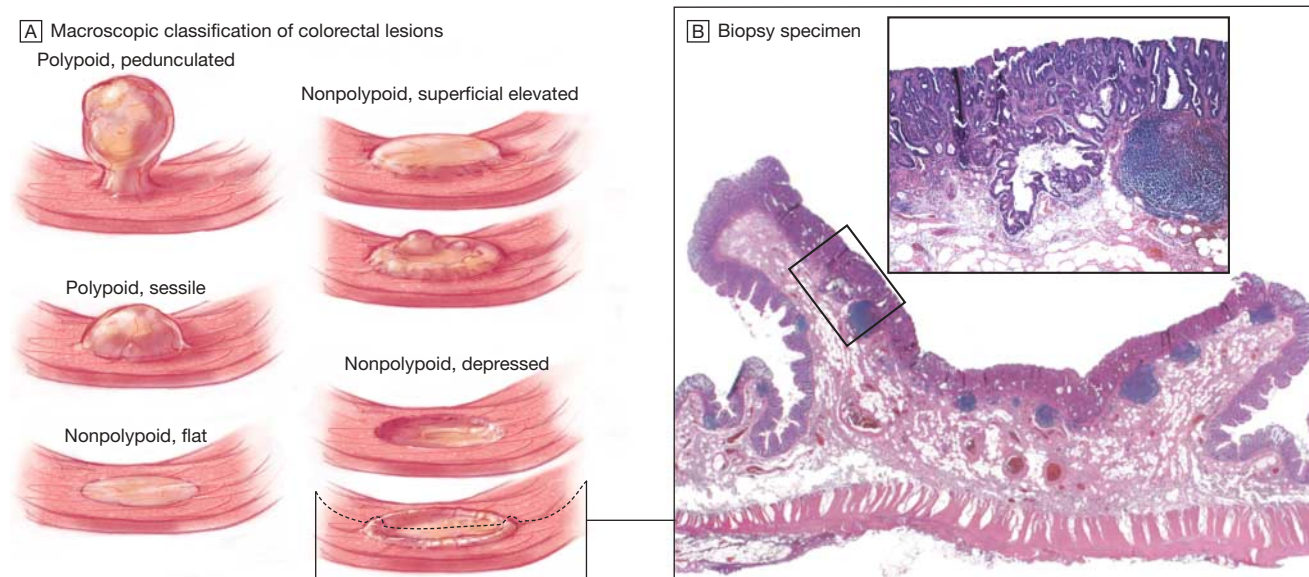 A Macroscopic classification of colorectal lesions
Polypoid, pedunculated
Nonpolypoid, superficial elevated
Polypoid, sessile
Nonpolypoid, depressed
Nonpolypoid, flat
B Biopsy specimen